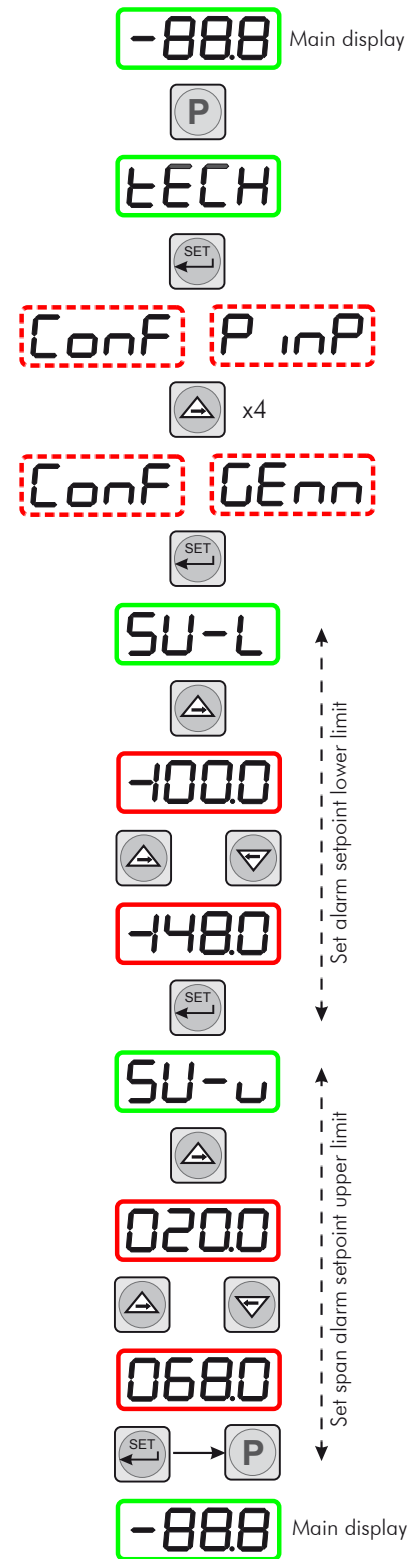 -88.8 Main display
P
tECH
SET
ConF P inP
x4
ConF GEnn
SET
SU-L
-100.0
-148.0
SET
Set alarm setpoint lower limit
SU-u
020.0
068.0
SET P
Set span alarm setpoint upper limit
-88.8 Main display